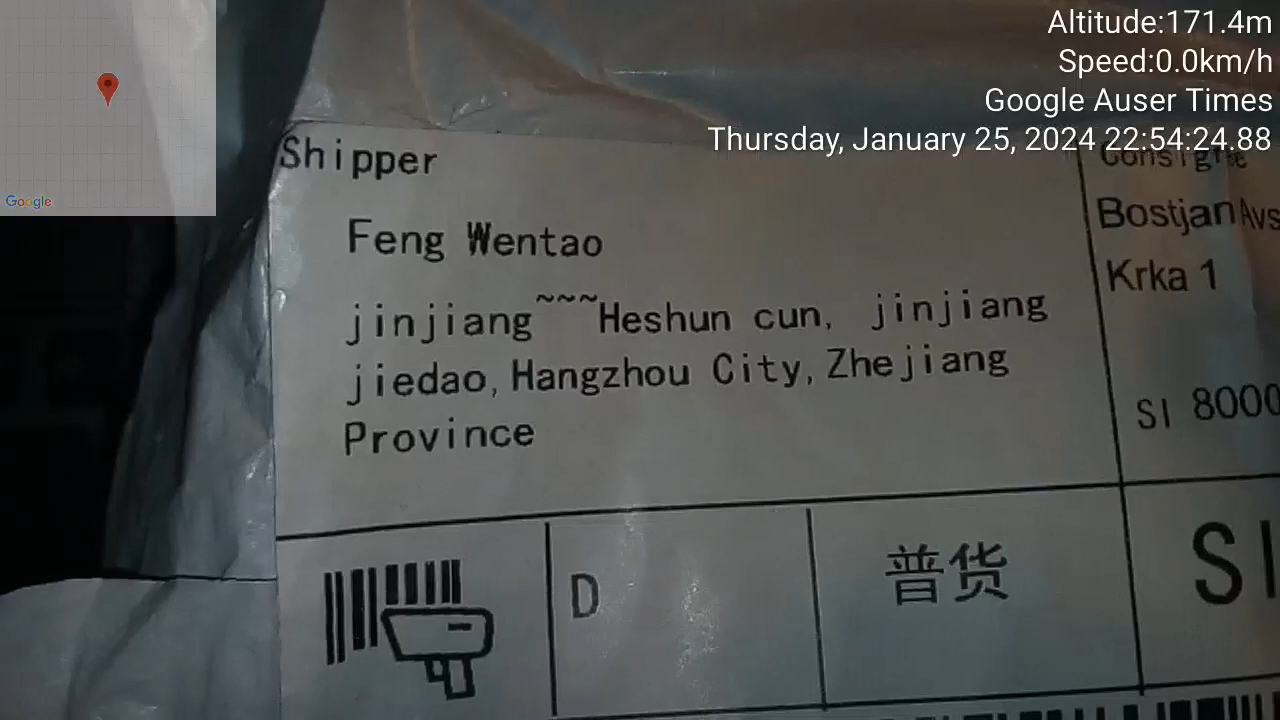 Altitude:171.4m
Speed:0.0km/h
Google Auser Times
Thursday, January 25, 2024 22:54:24.88
Google
Shipper
Feng Wentao
jinjiang~~~Heshun cun, jinjiang
jiedao,Hangzhou City,Zhejiang
Province
Bostjan
Krka 1
SI 8000
D
普货
SI